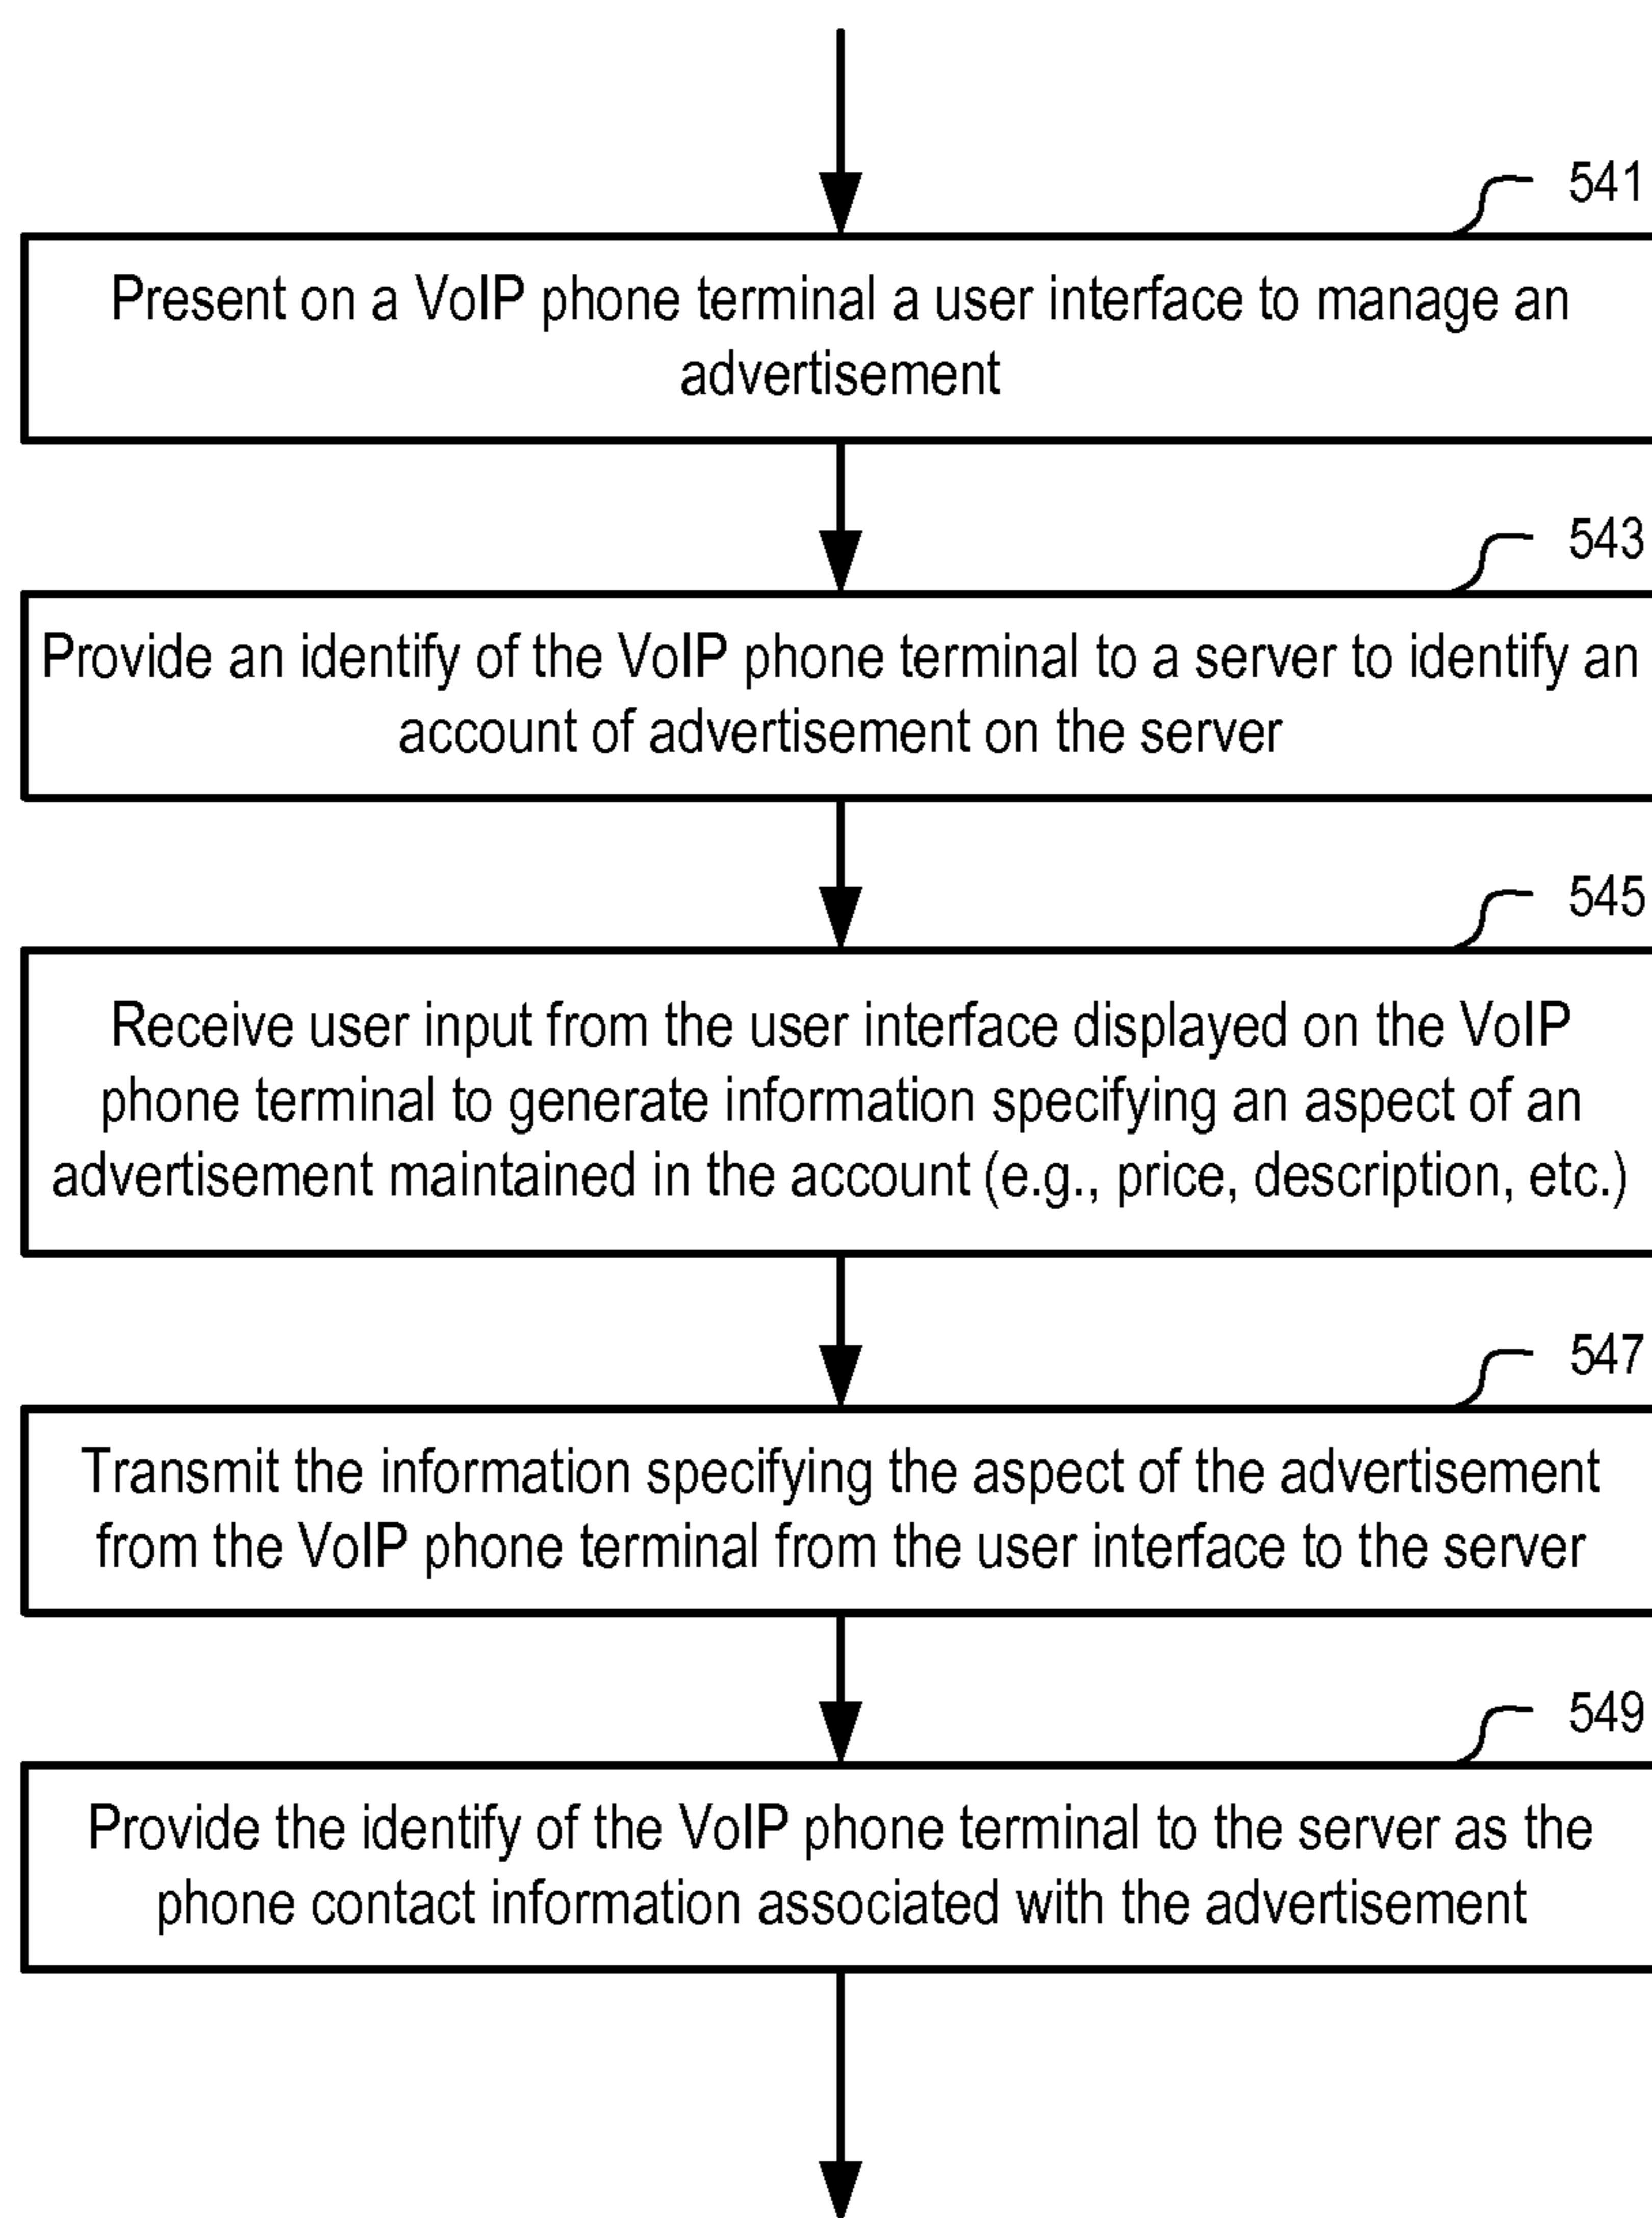 541
Present on a VoIP phone terminal a user interface to manage an
advertisement
543
Provide an identify of the VoIP phone terminal to a server to identify an
account of advertisement on the server
545
Receive user input from the user interface displayed on the VoIP
phone terminal to generate information specifying an aspect of an
advertisement maintained in the account (e.g., price, description, etc.)
547
Transmit the information specifying the aspect of the advertisement
from the VoIP phone terminal from the user interface to the server
549
Provide the identify of the VoIP phone terminal to the server as the
phone contact information associated with the advertisement